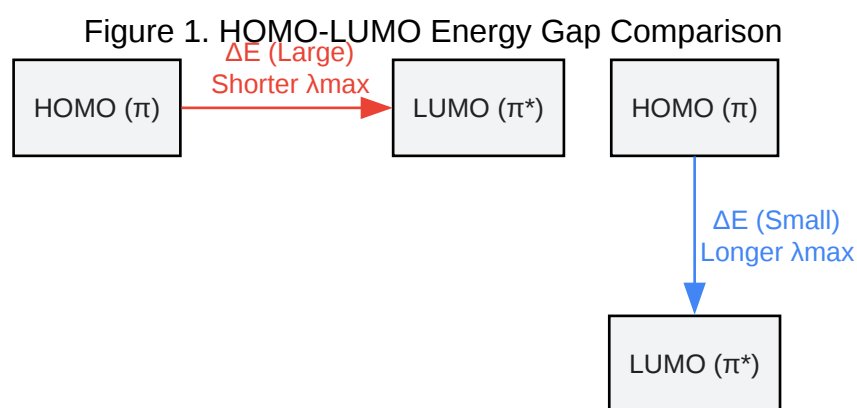 Figure 1. HOMO-LUMO Energy Gap Comparison
ΔE (Large)
Shorter λmax
HOMO (π)
LUMO (π*)
HOMO (π)
ΔE (Small)
Longer λmax
LUMO (π*)